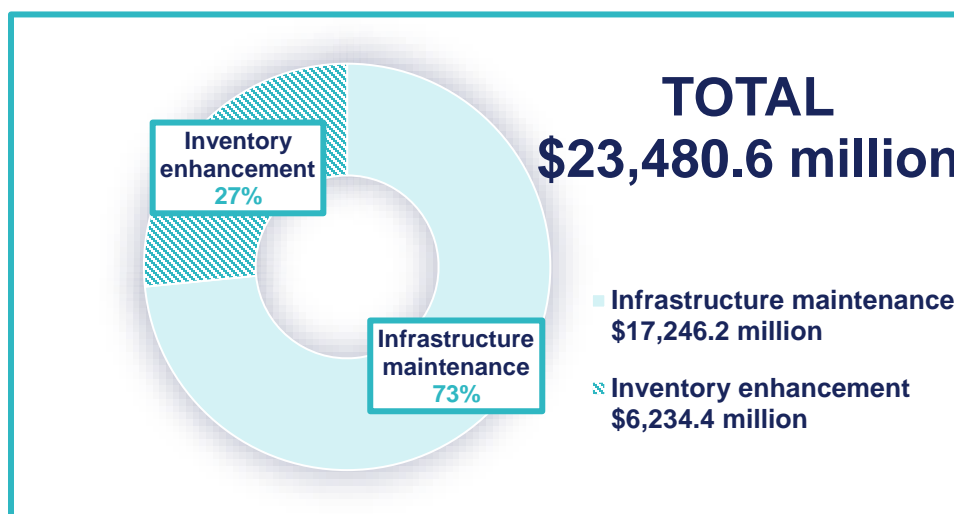 TOTAL
$23,480.6 million
Inventory
enhancement
27%
Infrastructure
maintenance
73%
Infrastructure maintenance
$17,246.2 million
Inventory enhancement
$6,234.4 million